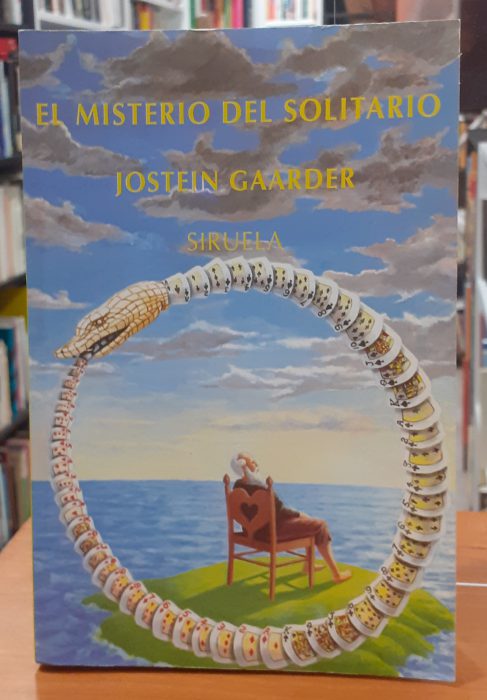 EL MISTERIO DEL SOLITARIO
JOSTEIN GAARDER
SIRUELA